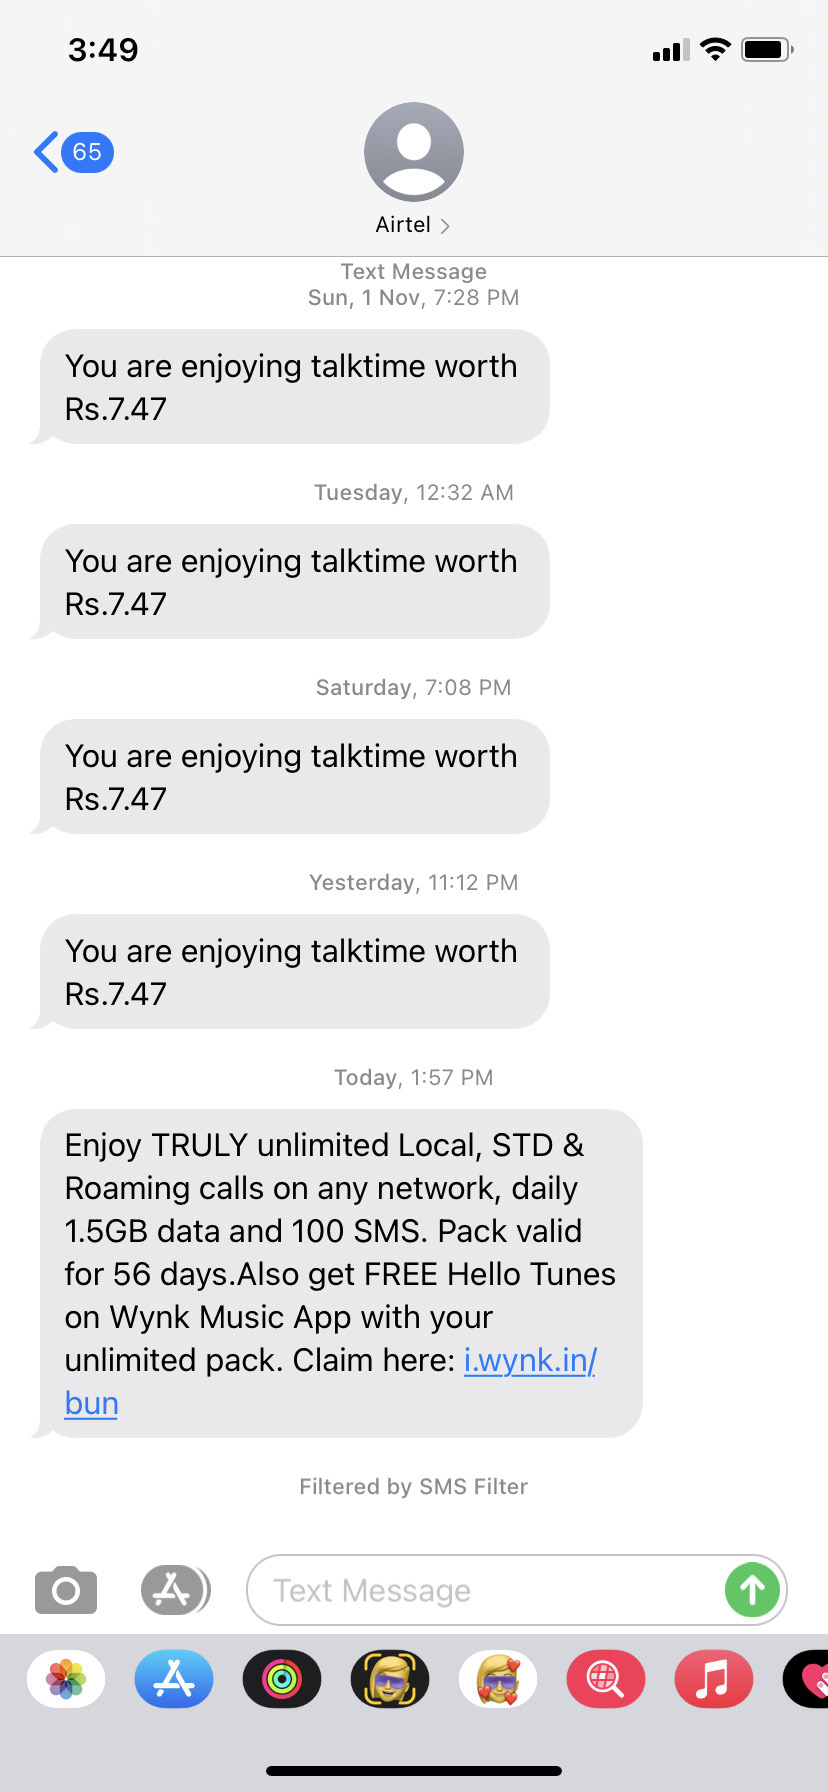 3:49
65
Airtel
Text Message
Sun, 1 Nov, 7:28 PM
You are enjoying talktime worth
Rs.7.47
Tuesday, 12:32 AM
You are enjoying talktime worth
Rs.7.47
Saturday, 7:08 PM
You are enjoying talktime worth
Rs.7.47
Yesterday, 11:12 PM
You are enjoying talktime worth
Rs.7.47
Today, 1:57 PM
Enjoy TRULY unlimited Local, STD &
Roaming calls on any network, daily
1.5GB data and 100 SMS. Pack valid
for 56 days.Also get FREE Hello Tunes
on Wynk Music App with your
unlimited pack. Claim here: i.wynk.in/
bun
Filtered by SMS Filter
Text Message